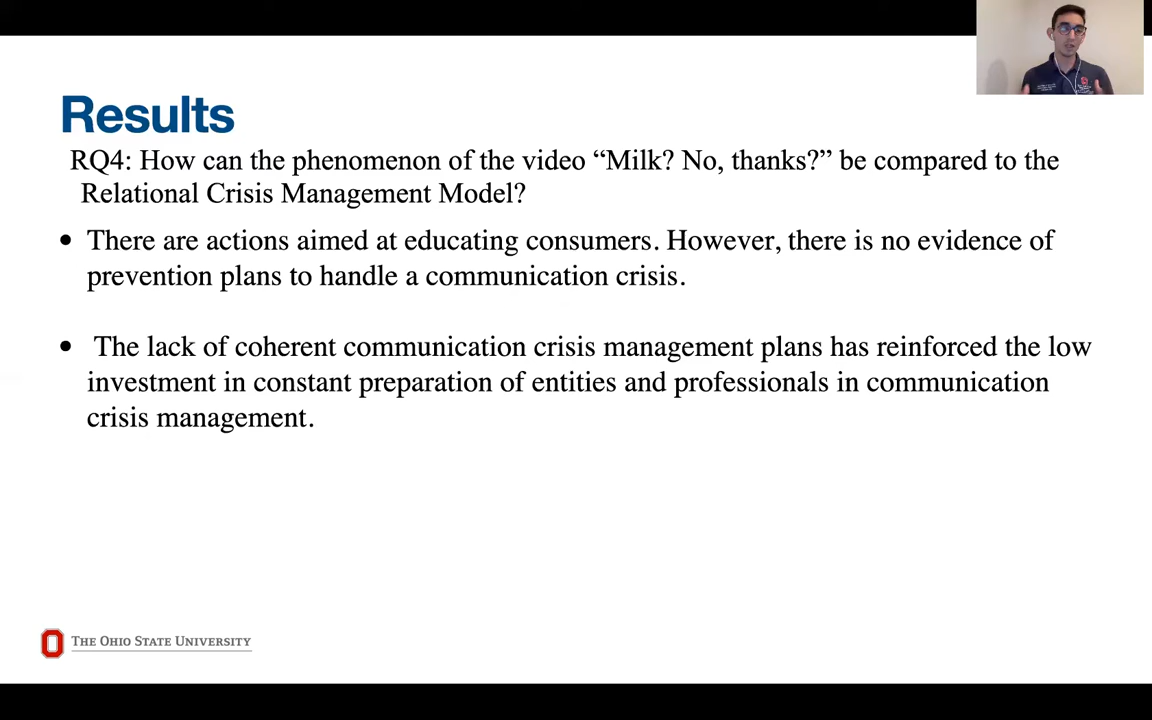 Results
RQ4: How can the phenomenon of the video “Milk? No, thanks?” be compared to the
Relational Crisis Management Model?
• There are actions aimed at educating consumers. However, there is no evidence of
prevention plans to handle a communication crisis.
• The lack of coherent communication crisis management plans has reinforced the low
investment in constant preparation of entities and professionals in communication
crisis management.
THE OHIO STATE UNIVERSITY